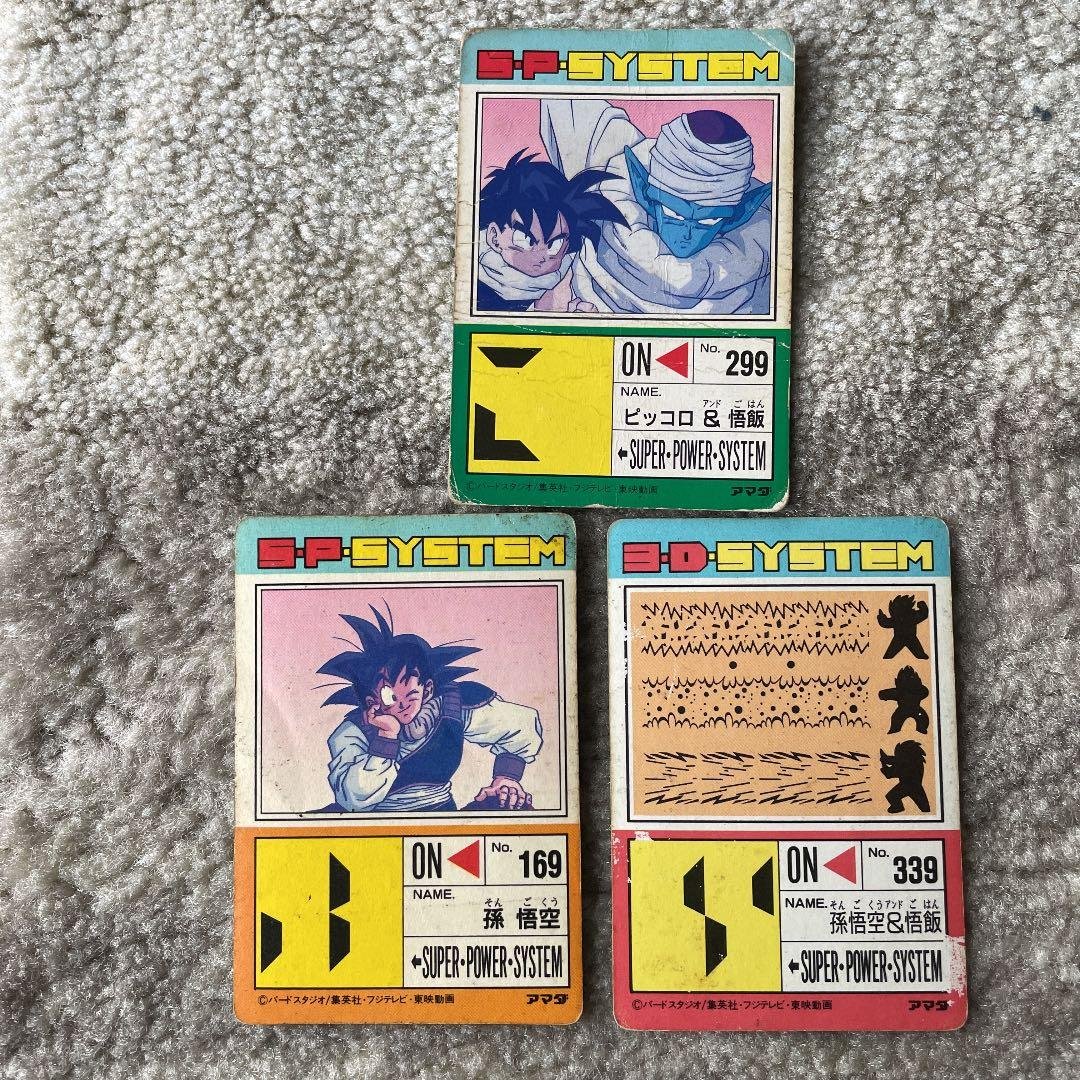 S·P·SYSTEM
ON
No. 299
NAME.
アンド ごはん
ピッコロ & 悟飯
←SUPER・POWER・SYSTEM
©バードスタジオ/集英社・フジテレビ・東映動画
アマダ
S·P·SYSTEM
ON
No. 169
NAME.
そん ごくう
孫 悟空
←SUPER・POWER・SYSTEM
©バードスタジオ/集英社・フジテレビ・東映動画
アマダ
3·D·SYSTEM
ON
No. 339
NAME.
そん ごくう アンド ごはん
孫悟空&悟飯
←SUPER・POWER・SYSTEM
©バードスタジオ/集英社・フジテレビ・東映動画
アマダ